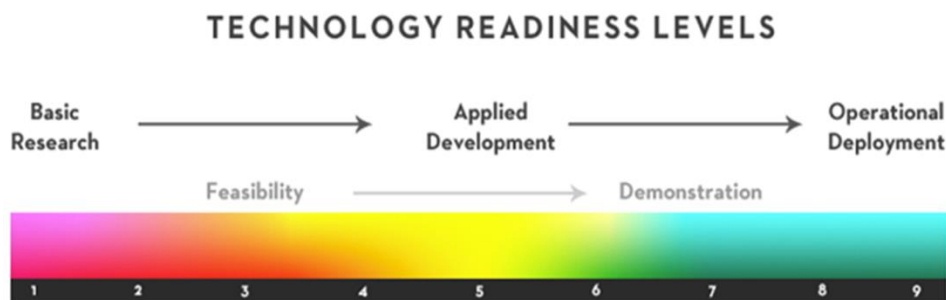 TECHNOLOGY READINESS LEVELS
Basic
Research
Applied
Development
Operational
Deployment
Feasibility
Demonstration
1 2 3 4 5 6 7 8 9